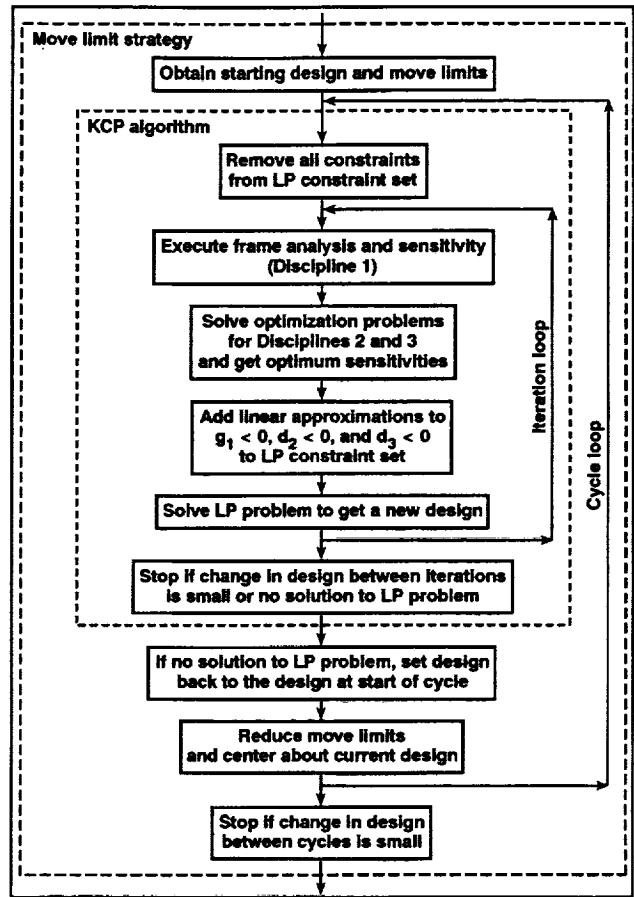 Move limit strategy
Obtain starting design and move limits
KCP algorithm
Remove all constraints
from LP constraint set
Execute frame analysis and sensitivity
(Discipline 1)
Solve optimization problems
for Disciplines 2 and 3
and get optimum sensitivities
Add linear approximations to
g₁ < 0, d₂ < 0, and d₃ < 0
to LP constraint set
Solve LP problem to get a new design
Iteration loop
Cycle loop
Stop if change in design between iterations
is small or no solution to LP problem
If no solution to LP problem, set design
back to the design at start of cycle
Reduce move limits
and center about current design
Stop if change in design
between cycles is small